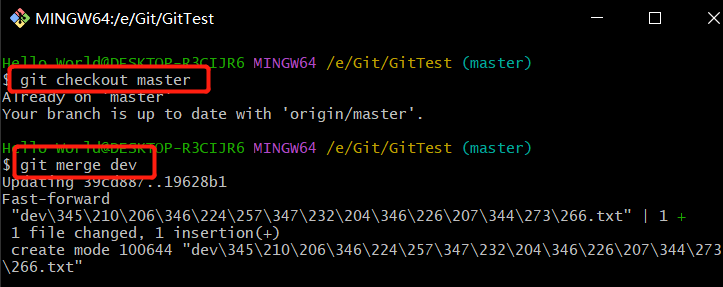 MINGW64:/e/Git/GitTest
Hello World@DESKTOP-R3CIJR6 MINGW64 /e/Git/GitTest (master)
$ git checkout master
Already on 'master'
Your branch is up to date with 'origin/master'.
Hello World@DESKTOP-R3CIJR6 MINGW64 /e/Git/GitTest (master)
$ git merge dev
Updating 39cd887..19628b1
Fast-forward
"dev\345\210\206\346\224\257\347\232\204\346\226\207\344\273\266.txt" | 1 +
1 file changed, 1 insertion(+)
create mode 100644 "dev\345\210\206\346\224\257\347\232\204\346\226\207\344\273
\266.txt"